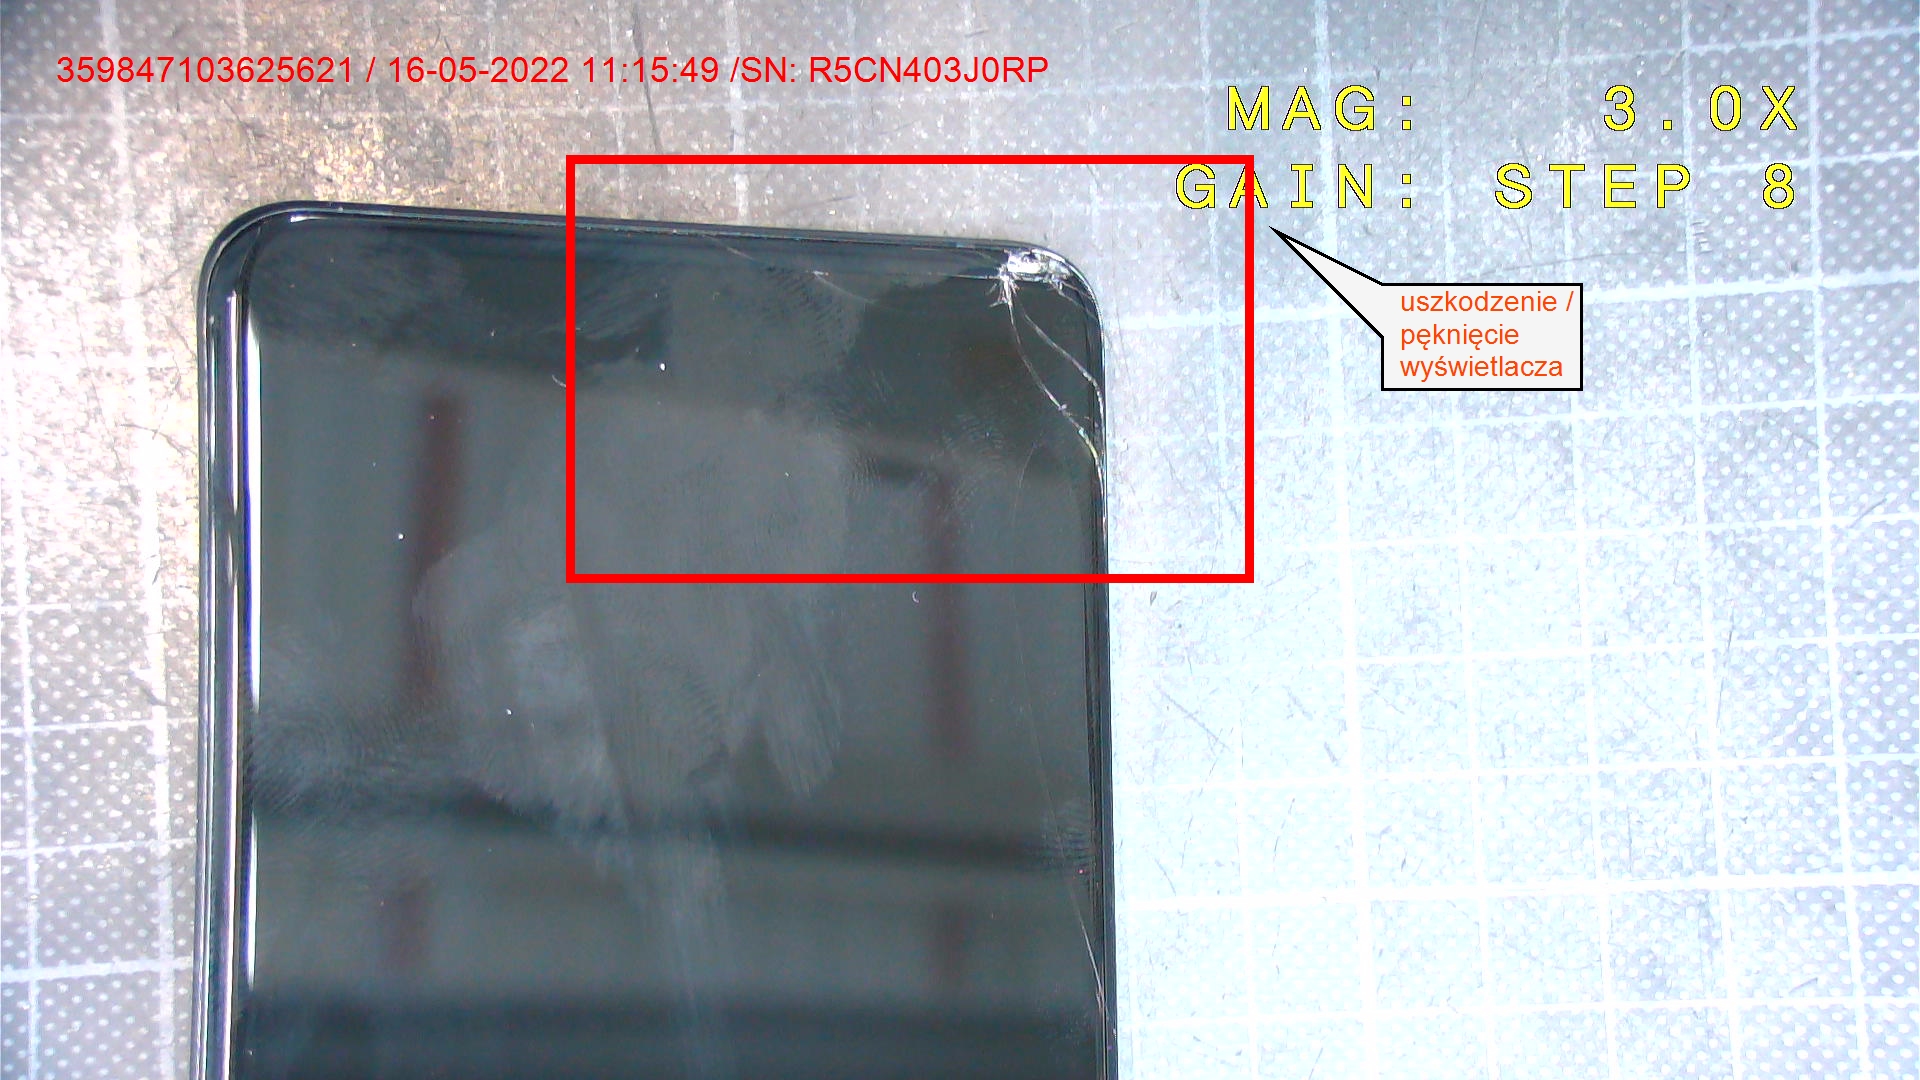 359847103625621 / 16-05-2022 11:15:49 /SN: R5CN403J0RP
MAG: 3.0X
GAIN: STEP 8
uszkodzenie /
pęknięcie
wyświetlacza